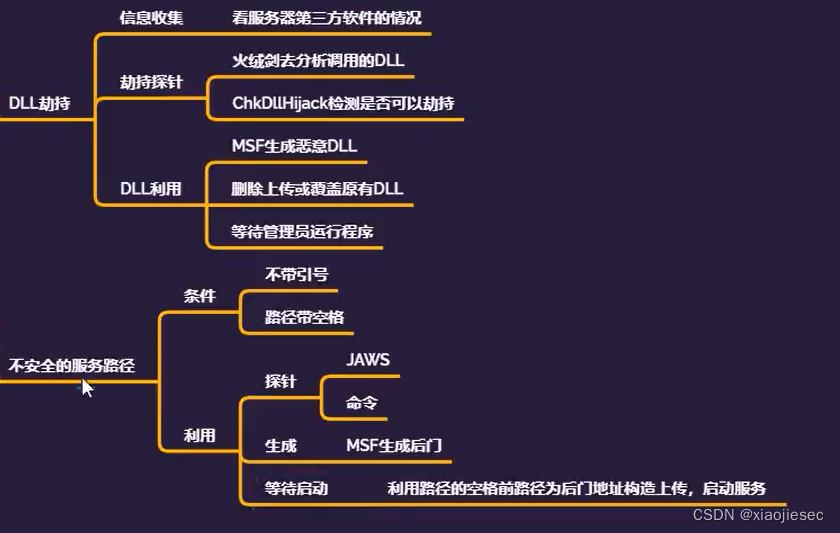 信息收集 看服务器第三方软件的情况
火绒剑去分析调用的DLL
劫持探针
DLL劫持
ChkDllHijack检测是否可以劫持
MSF生成恶意DLL
DLL利用 删除上传或覆盖原有DLL
等待管理员运行程序
不带引号
条件
路径带空格
不安全的服务路径
JAWS
探针
命令
利用
生成 MSF生成后门
等待启动 利用路径的空格前路径为后门地址构造上传，启动服务
CSDN @xiaojiesec